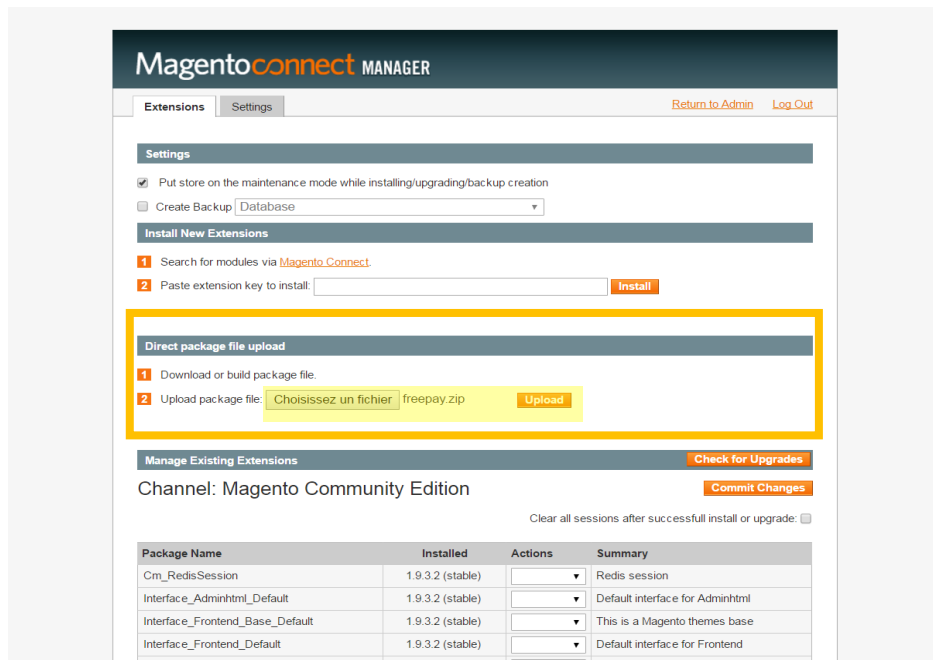 Magentoconnect MANAGER
Extensions Settings Return to Admin Log Out
Settings
Put store on the maintenance mode while installing/upgrading/backup creation
Create Backup Database
Install New Extensions
1 Search for modules via Magento Connect.
2 Paste extension key to install: Install
Direct package file upload
1 Download or build package file.
2 Upload package file: Choisissez un fichier freepay.zip Upload
Manage Existing Extensions Check for Upgrades
Channel: Magento Community Edition Commit Changes
Clear all sessions after successfull install or upgrade:
Package Name Installed Actions Summary
Cm_RedisSession 1.9.3.2 (stable) Redis session
Interface_Adminhtml_Default 1.9.3.2 (stable) Default interface for Adminhtml
Interface_Frontend_Base_Default 1.9.3.2 (stable) This is a Magento themes base
Interface_Frontend_Default 1.9.3.2 (stable) Default interface for Frontend